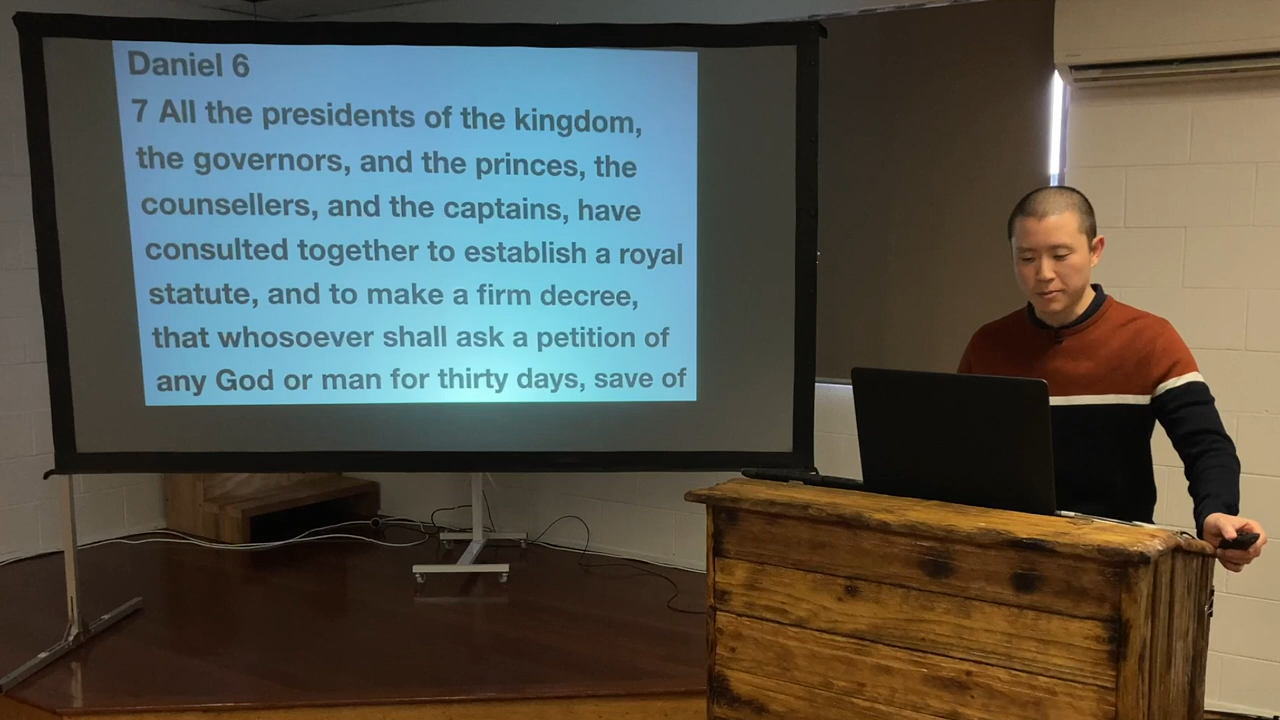 Daniel 6
7 All the presidents of the kingdom,
the governors, and the princes, the
counsellers, and the captains, have
consulted together to establish a royal
statute, and to make a firm decree,
that whosoever shall ask a petition of
any God or man for thirty days, save of